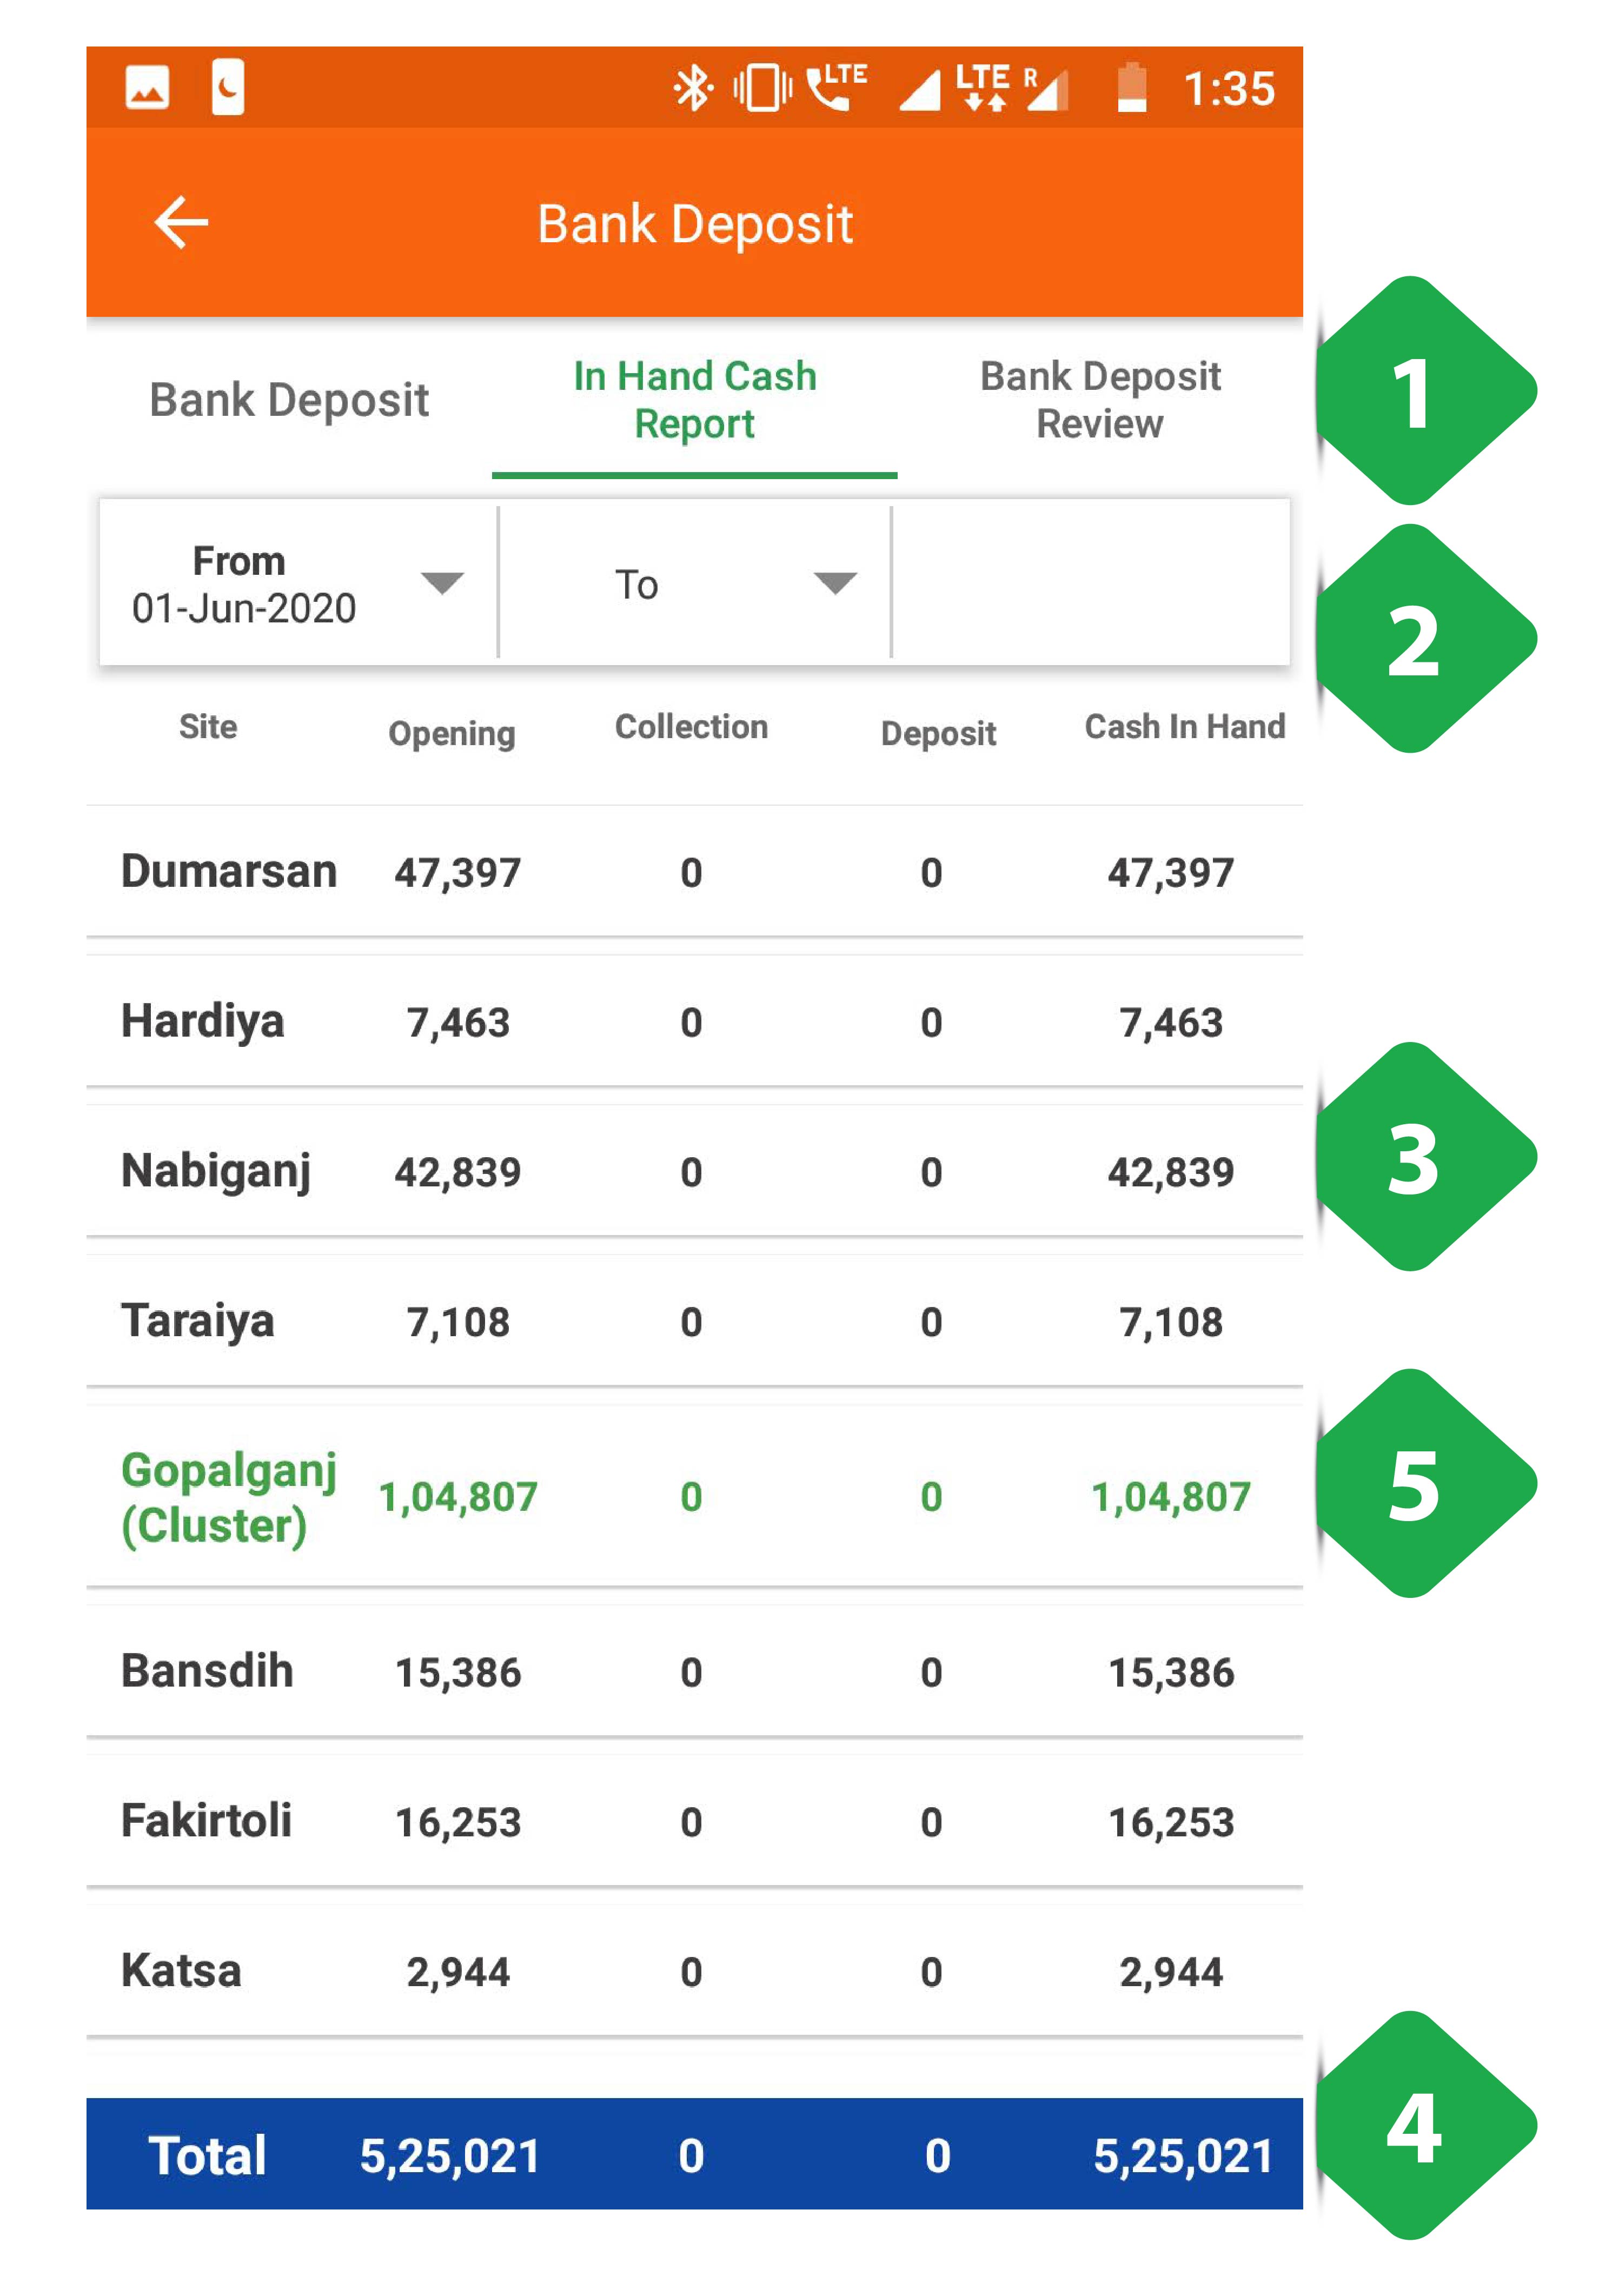 LTE LTE R 1:35
Bank Deposit
Bank Deposit
In Hand Cash
Report
Bank Deposit
Review
1
From
01-Jun-2020
To
2
Site Opening Collection Deposit Cash In Hand
Dumarsan 47,397 0 0 47,397
Hardiya 7,463 0 0 7,463
Nabiganj 42,839 0 0 42,839
3
Taraiya 7,108 0 0 7,108
Gopalganj
(Cluster) 1,04,807 0 0 1,04,807
5
Bansdih 15,386 0 0 15,386
Fakirtoli 16,253 0 0 16,253
Katsa 2,944 0 0 2,944
Total 5,25,021 0 0 5,25,021
4